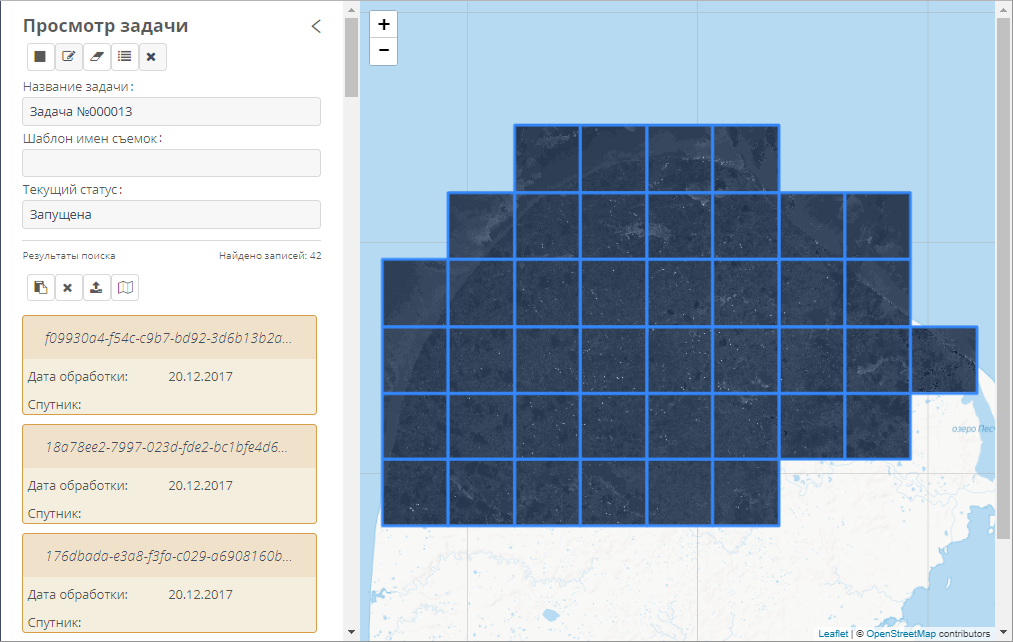 Просмотр задачи
Название задачи:
Задача №000013
Шаблон имен съемок:
Текущий статус:
Запущена
Результаты поиска Найдено записей: 42
f09930a4-f54c-c9b7-bd92-3d6b13b2a...
Дата обработки: 20.12.2017
Спутник:
18a78ee2-7997-023d-fde2-bc1bfe4d6...
Дата обработки: 20.12.2017
Спутник:
176dbada-e3a8-f3fa-c029-a6908160b...
Дата обработки: 20.12.2017
Спутник:
+
−
озеро Песч
Leaflet | © OpenStreetMap contributors